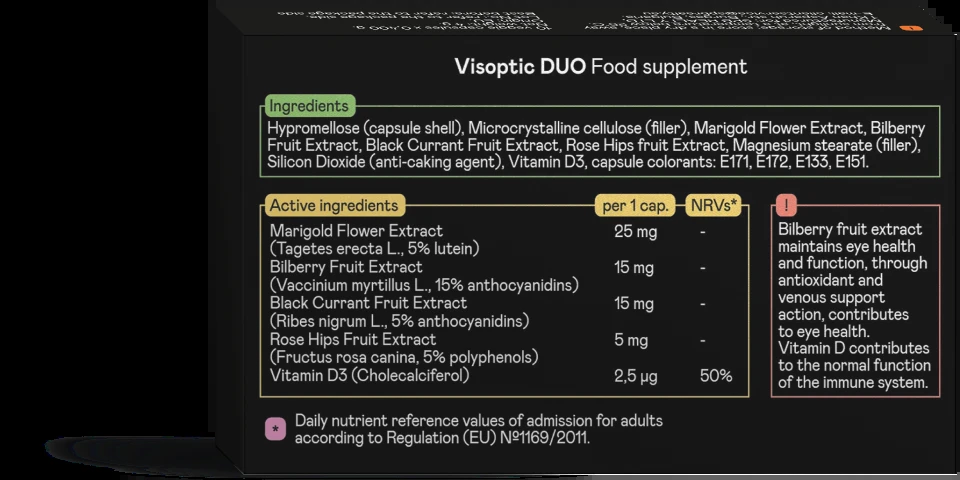 Visoptic DUO Food supplement
Ingredients
Hypromellose (capsule shell), Microcrystalline cellulose (filler), Marigold Flower Extract, Bilberry
Fruit Extract, Black Currant Fruit Extract, Rose Hips fruit Extract, Magnesium stearate (filler),
Silicon Dioxide (anti-caking agent), Vitamin D3, capsule colorants: E171, E172, E133, E151.
Active ingredients per 1 cap. NRVs*
Marigold Flower Extract 25 mg -
(Tagetes erecta L., 5% lutein)
Bilberry Fruit Extract 15 mg -
(Vaccinium myrtillus L., 15% anthocyanidins)
Black Currant Fruit Extract 15 mg -
(Ribes nigrum L., 5% anthocyanidins)
Rose Hips Fruit Extract 5 mg -
(Fructus rosa canina, 5% polyphenols)
Vitamin D3 (Cholecalciferol) 2,5 µg 50%
!
Bilberry fruit extract
maintains eye health
and function, through
antioxidant and
venous support
action, contributes
to eye health.
Vitamin D contributes
to the normal function
of the immune system.
* Daily nutrient reference values of admission for adults
according to Regulation (EU) №1169/2011.